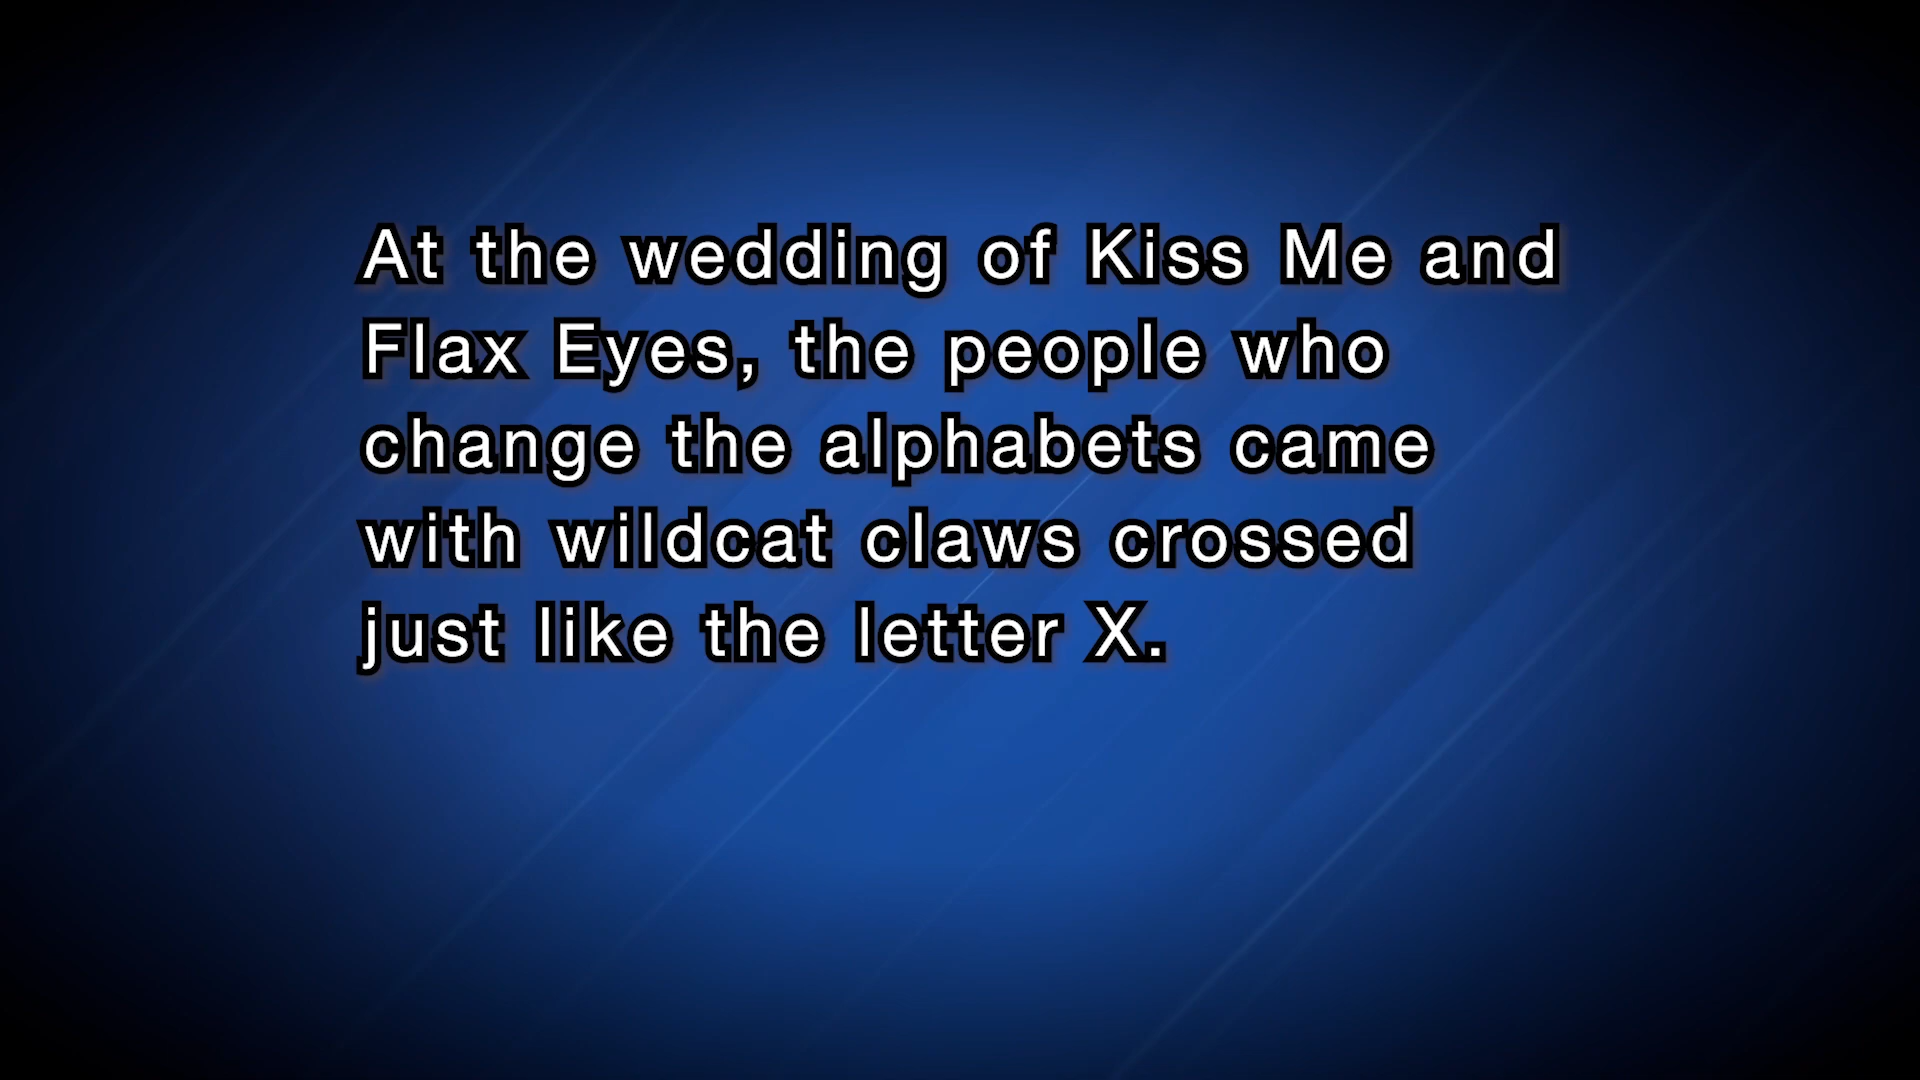 At the wedding of Kiss Me and
Flax Eyes, the people who
change the alphabets came
with wildcat claws crossed
just like the letter X.